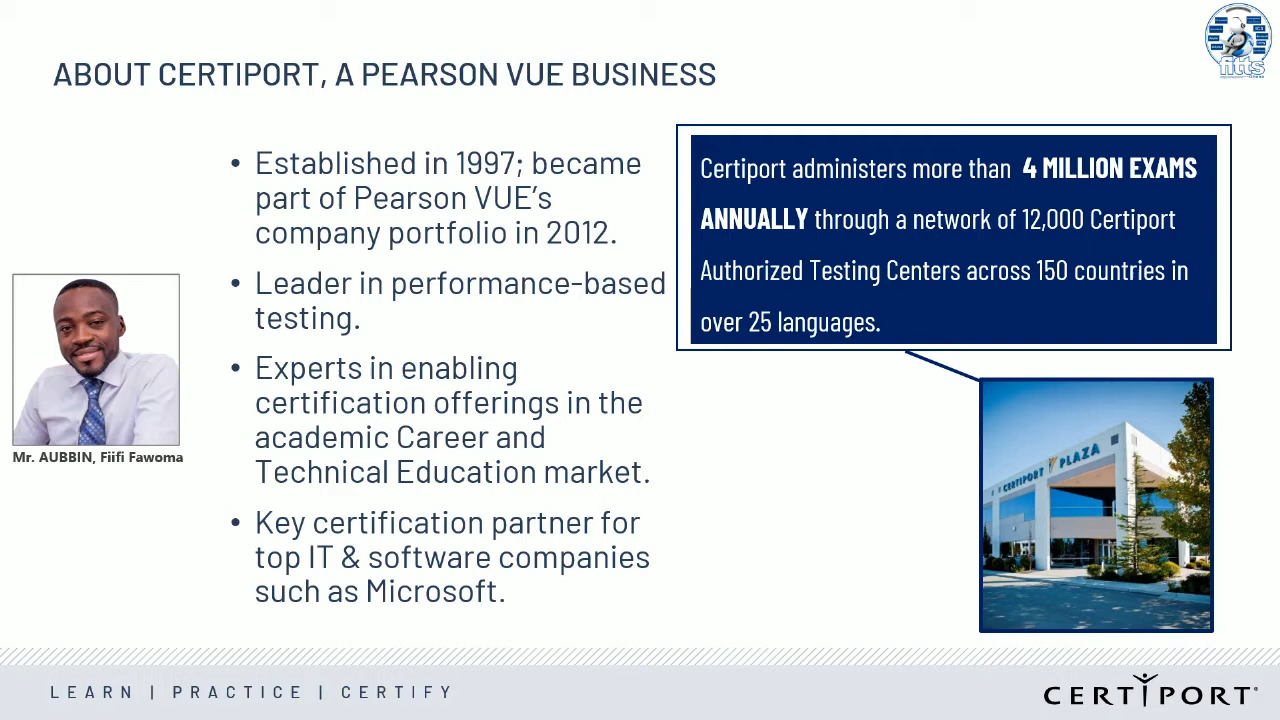 ABOUT CERTIPORT, A PEARSON VUE BUSINESS
fitts
• Established in 1997; became
part of Pearson VUE’s
company portfolio in 2012.
• Leader in performance-based
testing.
• Experts in enabling
certification offerings in the
academic Career and
Technical Education market.
• Key certification partner for
top IT & software companies
such as Microsoft.
Certiport administers more than 4 MILLION EXAMS
ANNUALLY through a network of 12,000 Certiport
Authorized Testing Centers across 150 countries in
over 25 languages.
Mr. AUBBIN, Fiifi Fawoma
CERTIPORT PLAZA
LEARN | PRACTICE | CERTIFY
CERTIPORT®